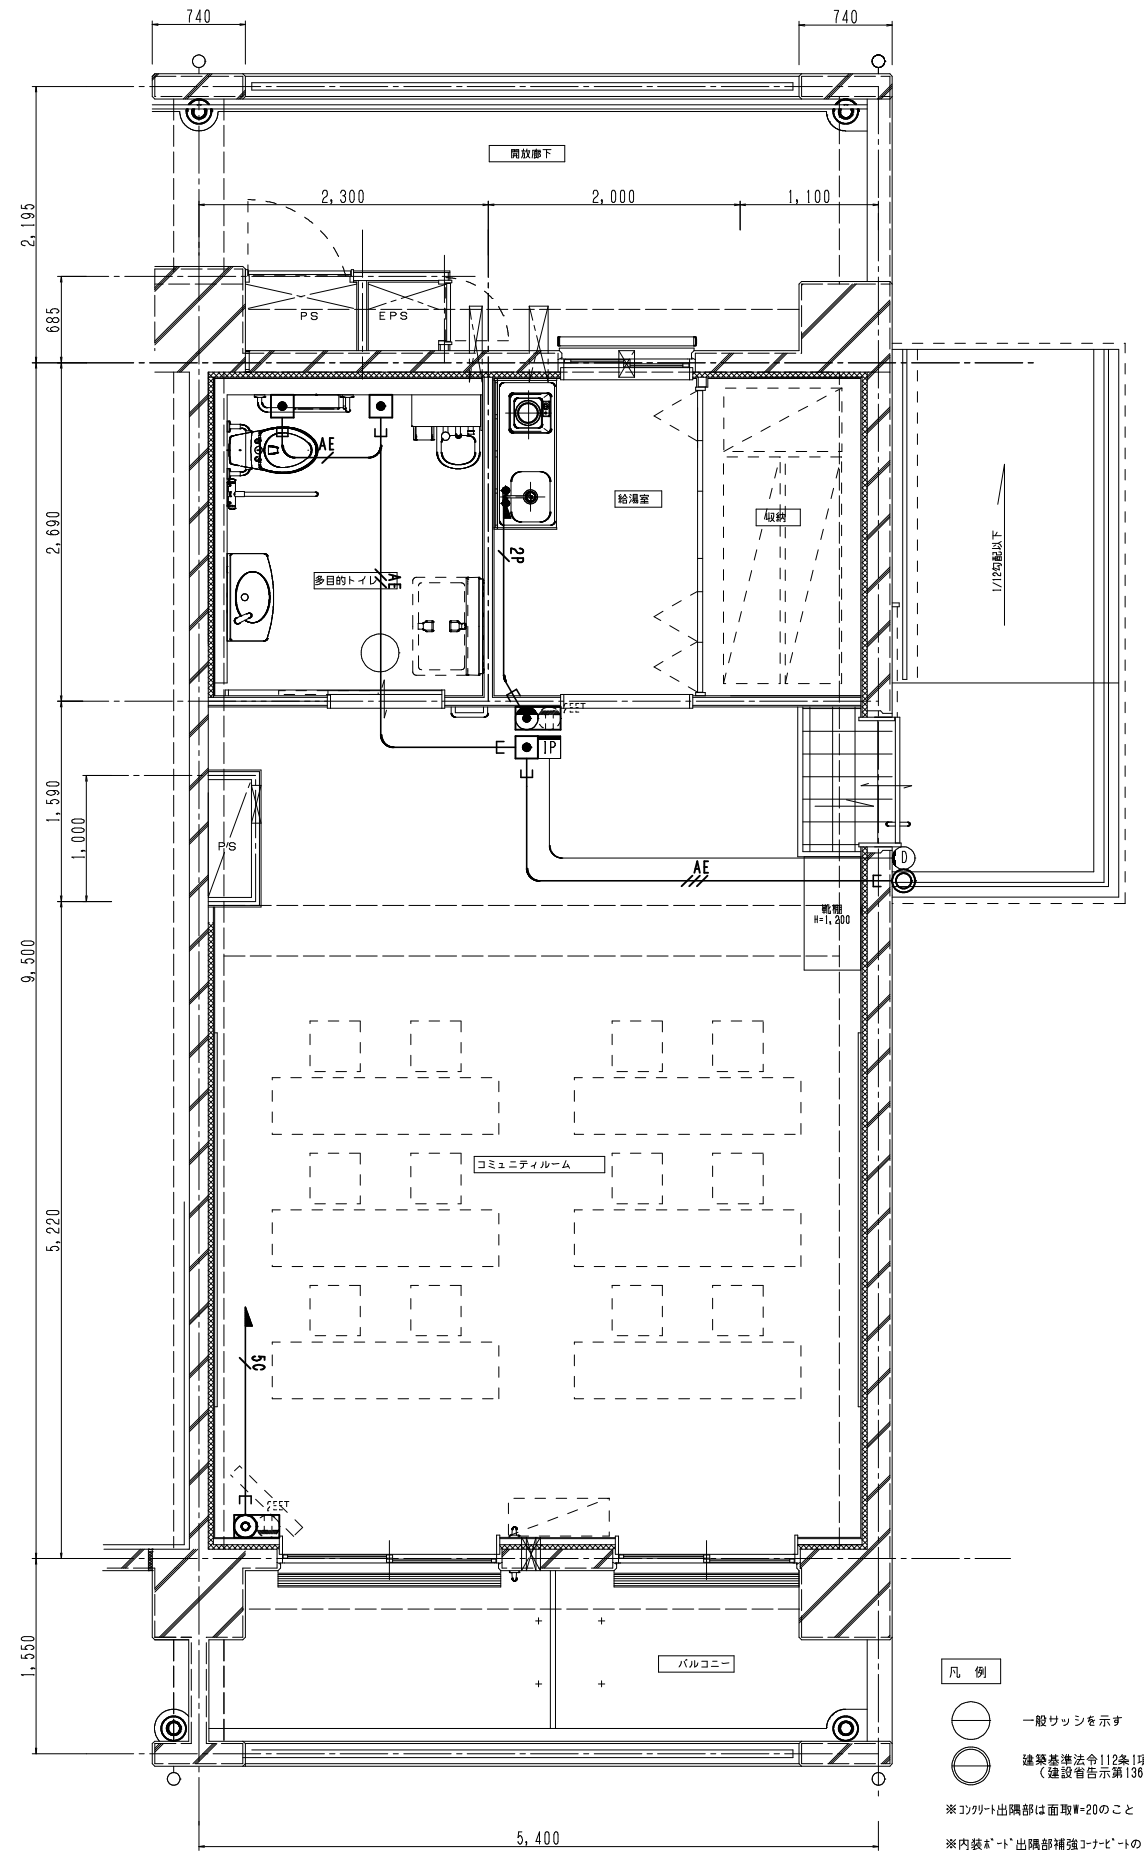 740
740
開放廊下
2,300
2,000
1,100
2,195
685
PS
EPS
AE
給湯室
収納
2,690
2P
多目的トイレ
AE
1/12勾配以下
1P
1,590
1,000
P/S
D
AE
靴棚
H=1,200
9,500
コミュニティルーム
5,220
5C
1,550
バルコニー
凡 例
一般サッシを示す
建築基準法令112条1項
(建設省告示第136
※コンクリート出隅部は面取W=20のこと
※内装ボード出隅部補強コーナービートの
5,400